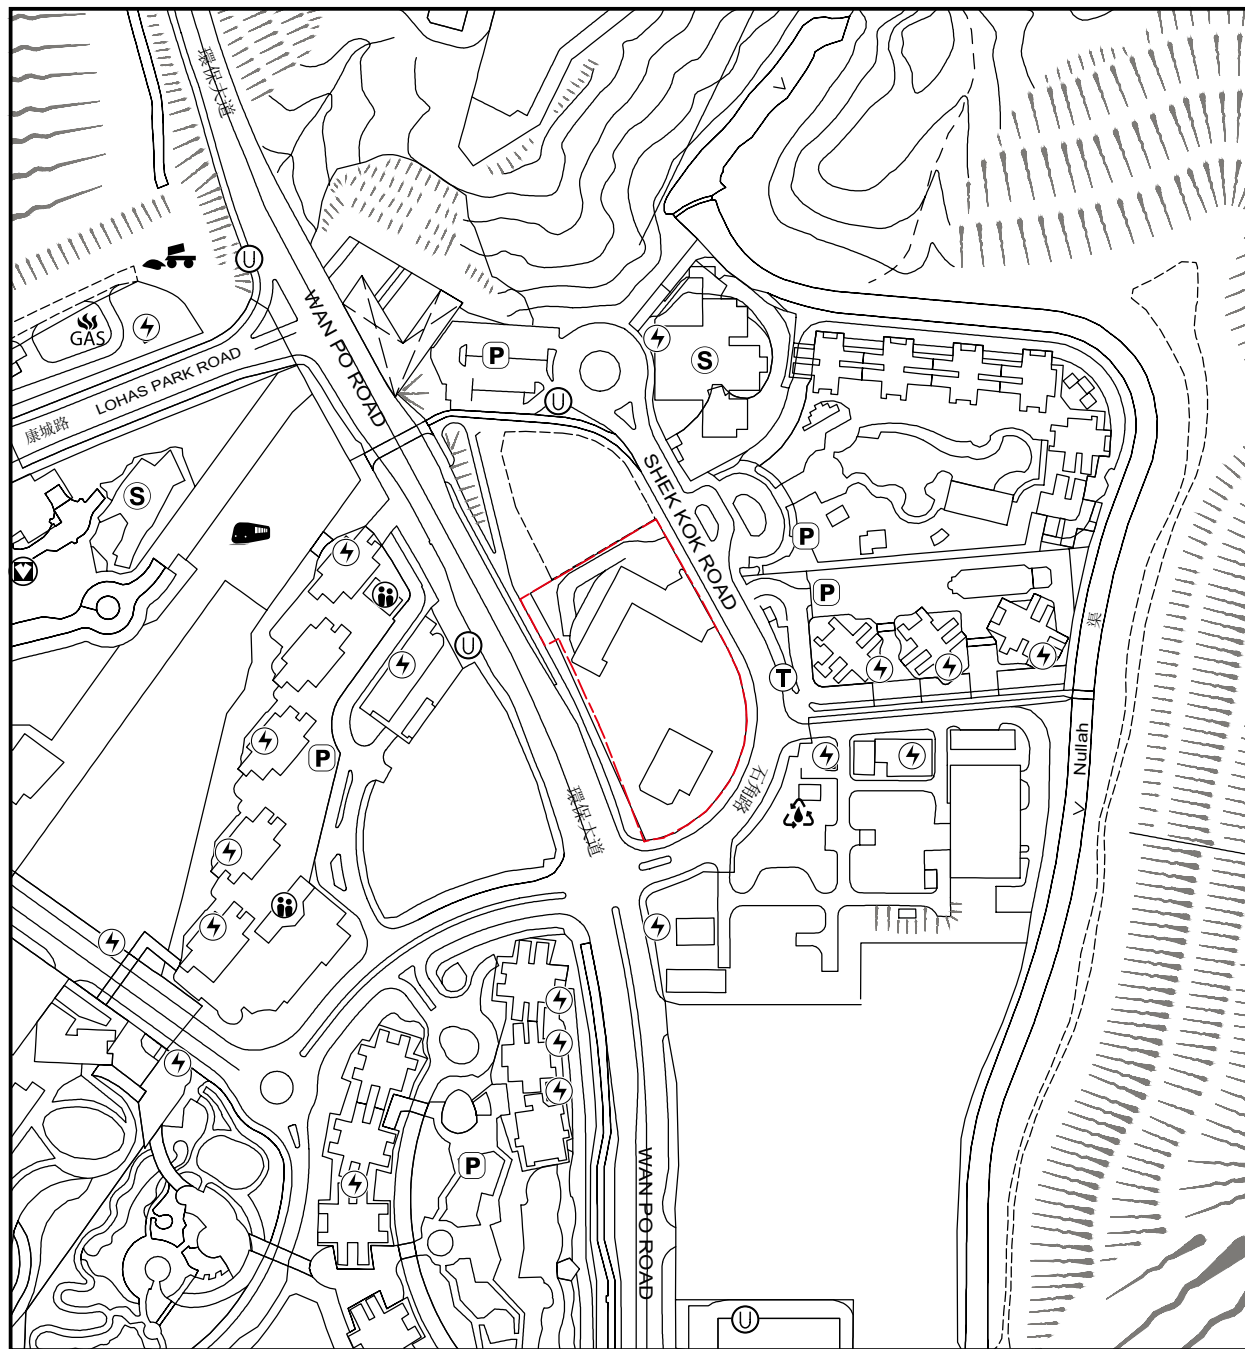 環保大道
U
GAS
WAN PO ROAD
LOHAS PARK ROAD
康城路
P
S
U
S
SHEK KOK ROAD
P
P
U
T
渠
P
Nullah
石角路
環保大道
P
WAN PO ROAD
U